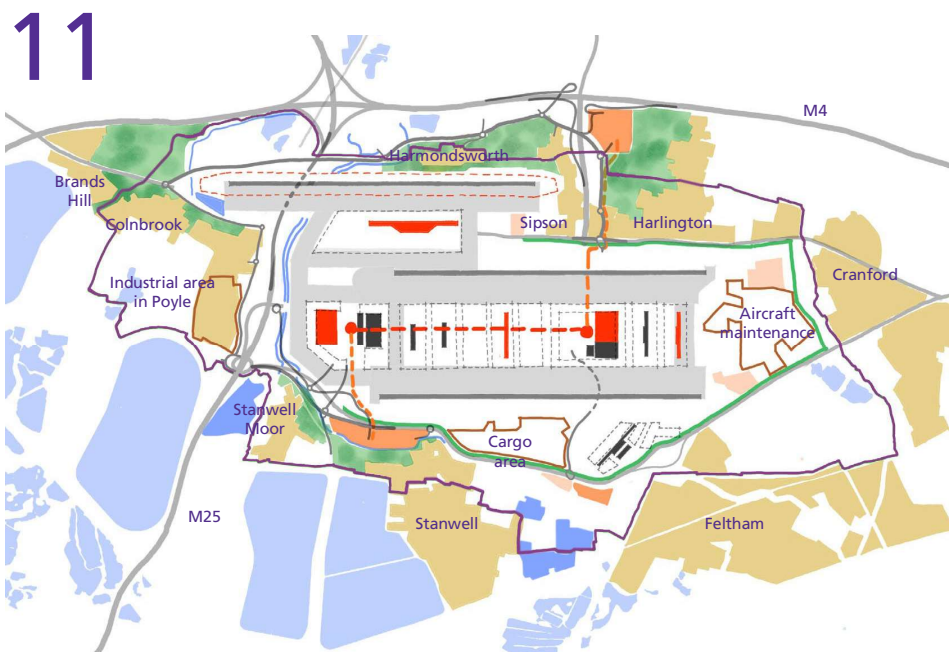 11
M4
Harmondsworth
Brands
Hill
Colnbrook
Sipson
Harlington
Cranford
Industrial area
in Poyle
Aircraft
maintenance
Stanwell
Moor
Cargo
area
M25
Stanwell
Feltham